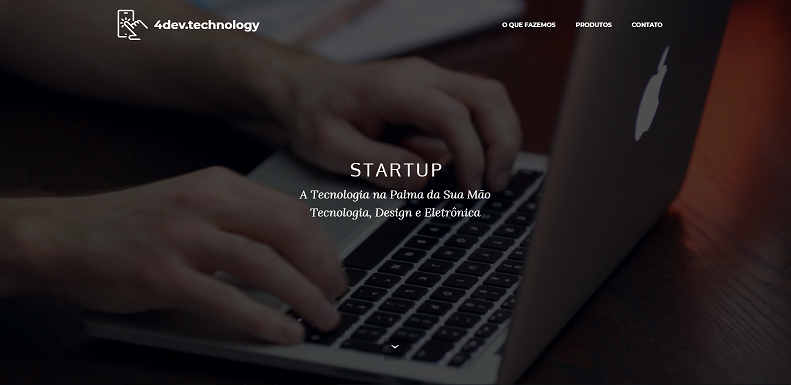 4dev.technology
O QUE FAZEMOS PRODUTOS CONTATO
STARTUP
A Tecnologia na Palma da Sua Mão
Tecnologia, Design e Eletrônica